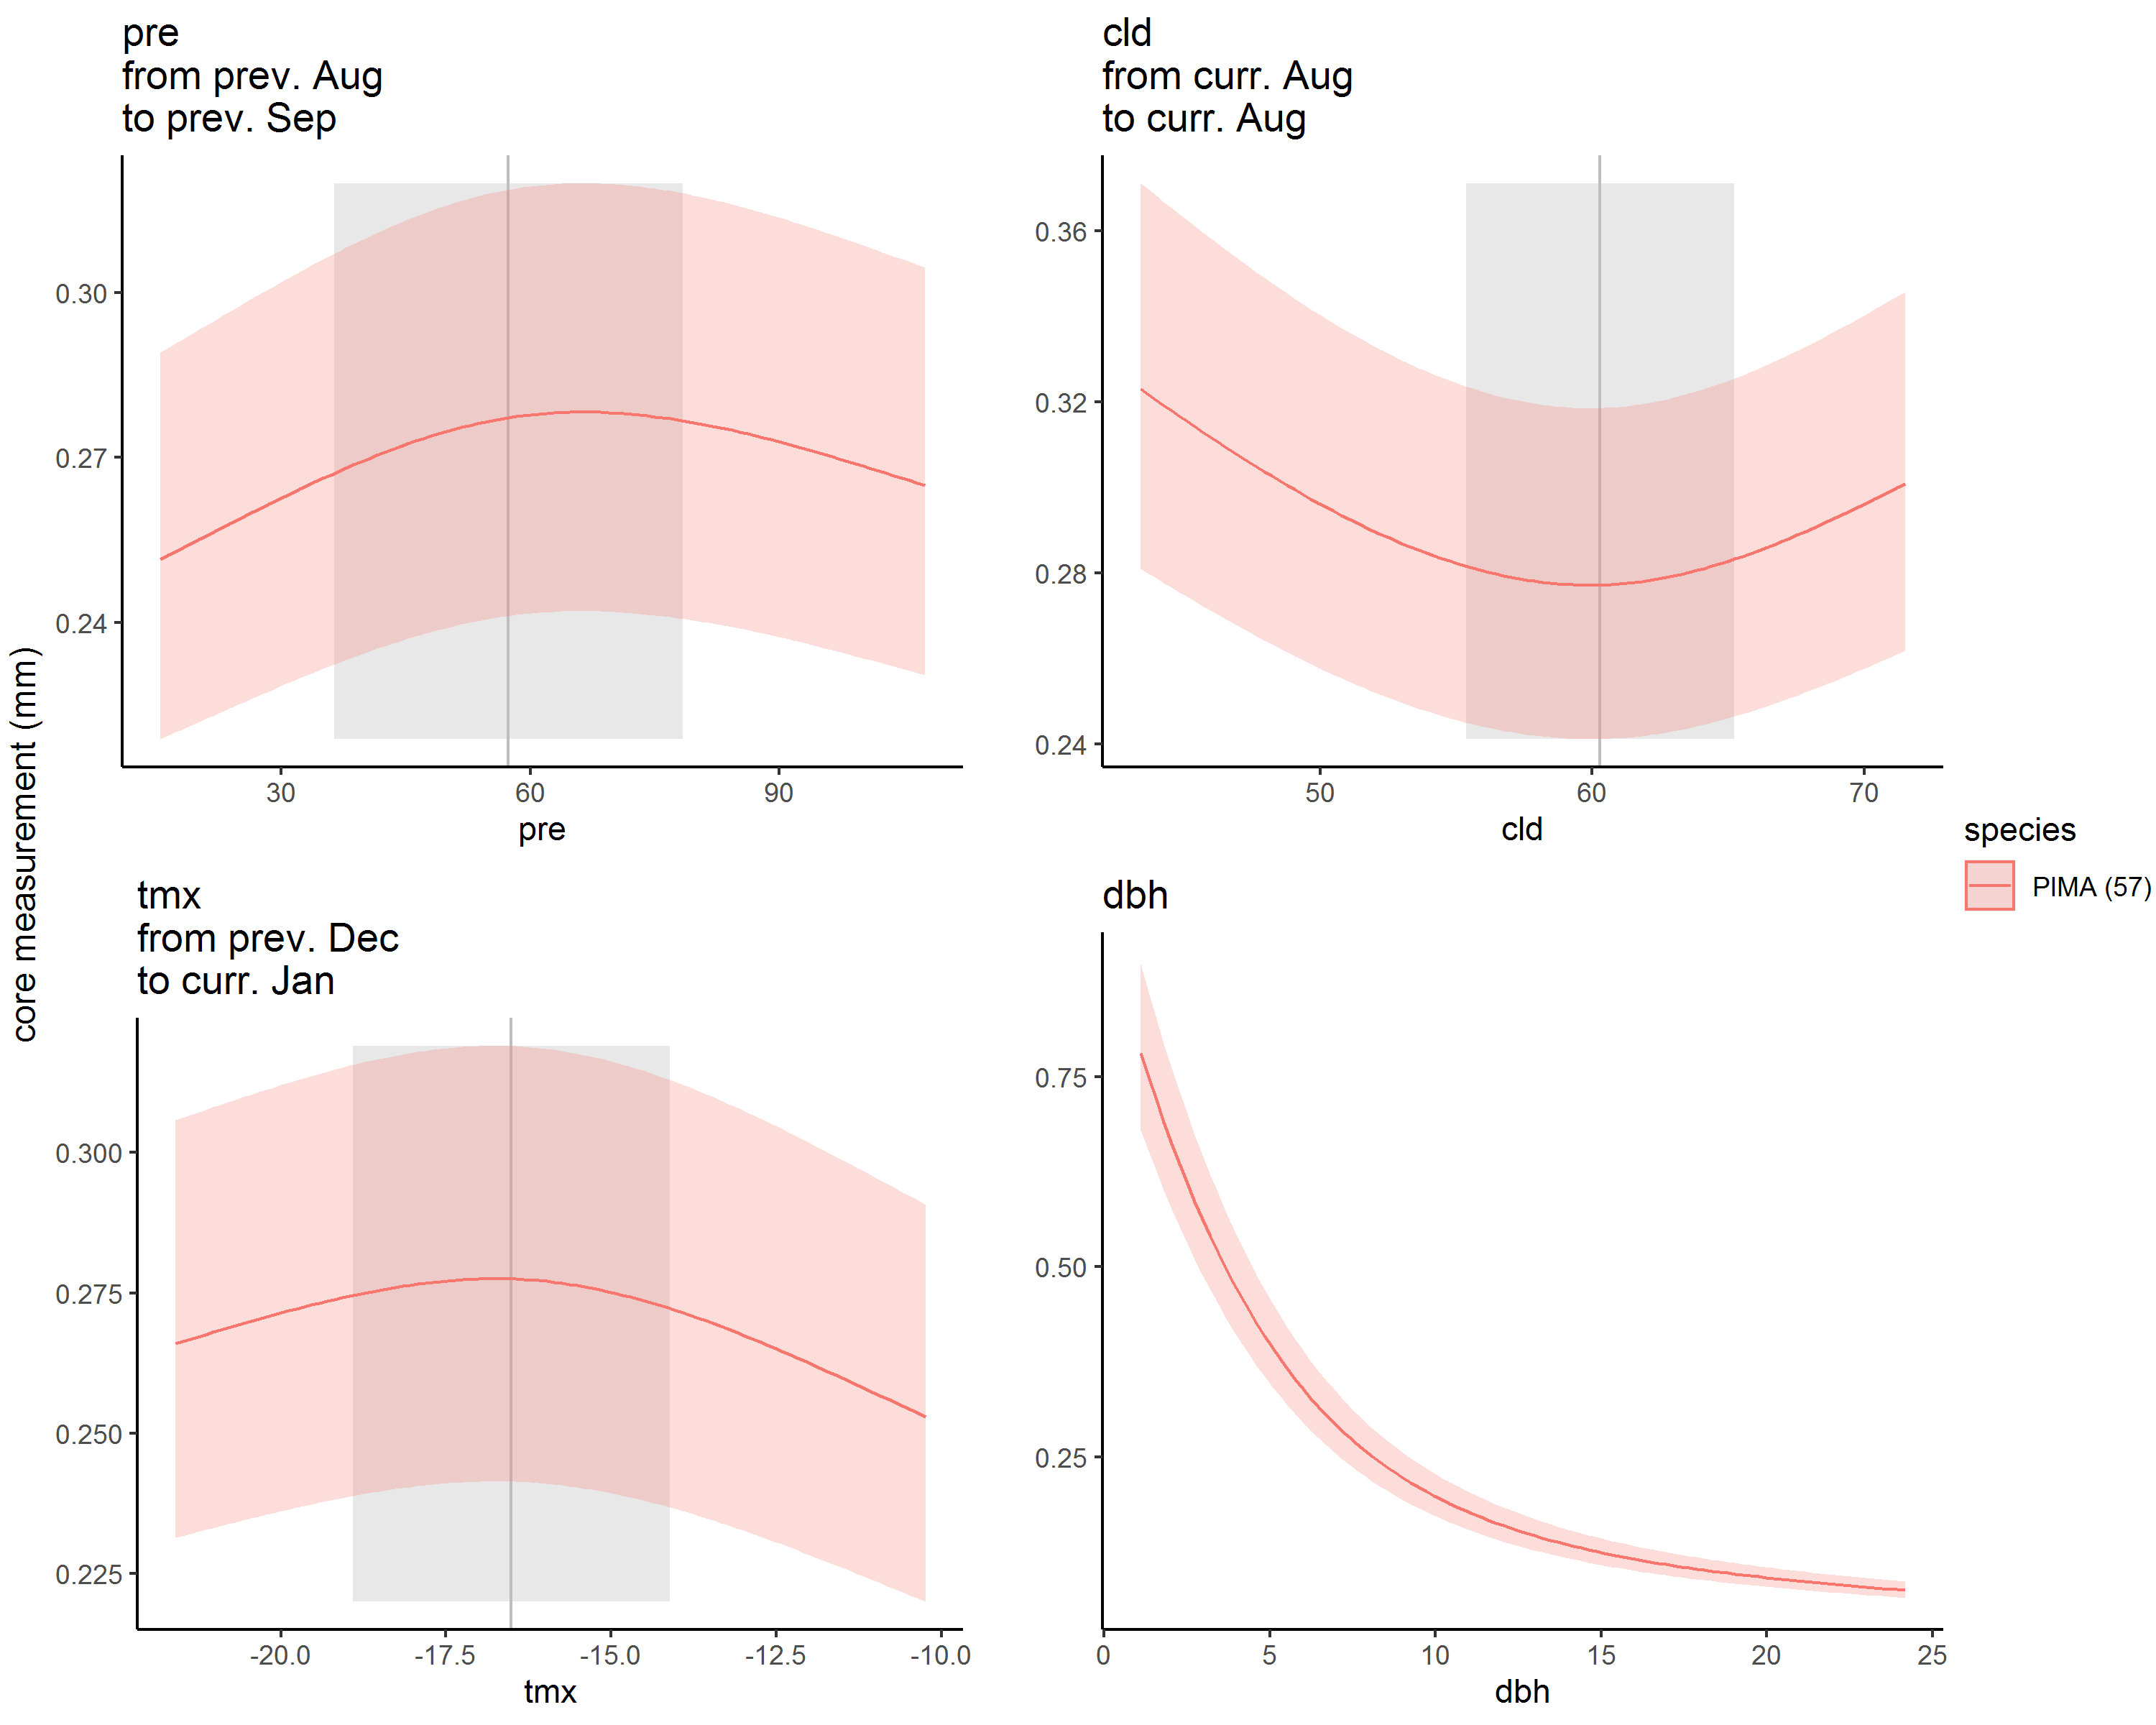 pre
from prev. Aug
to prev. Sep
0.30
0.27
0.24
30 60 90
pre
cld
from curr. Aug
to curr. Aug
0.36
0.32
0.28
0.24
50 60 70
cld
core measurement (mm)
species
PIMA (57)
tmx
from prev. Dec
to curr. Jan
0.300
0.275
0.250
0.225
-20.0 -17.5 -15.0 -12.5 -10.0
tmx
dbh
0.75
0.50
0.25
0 5 10 15 20 25
dbh